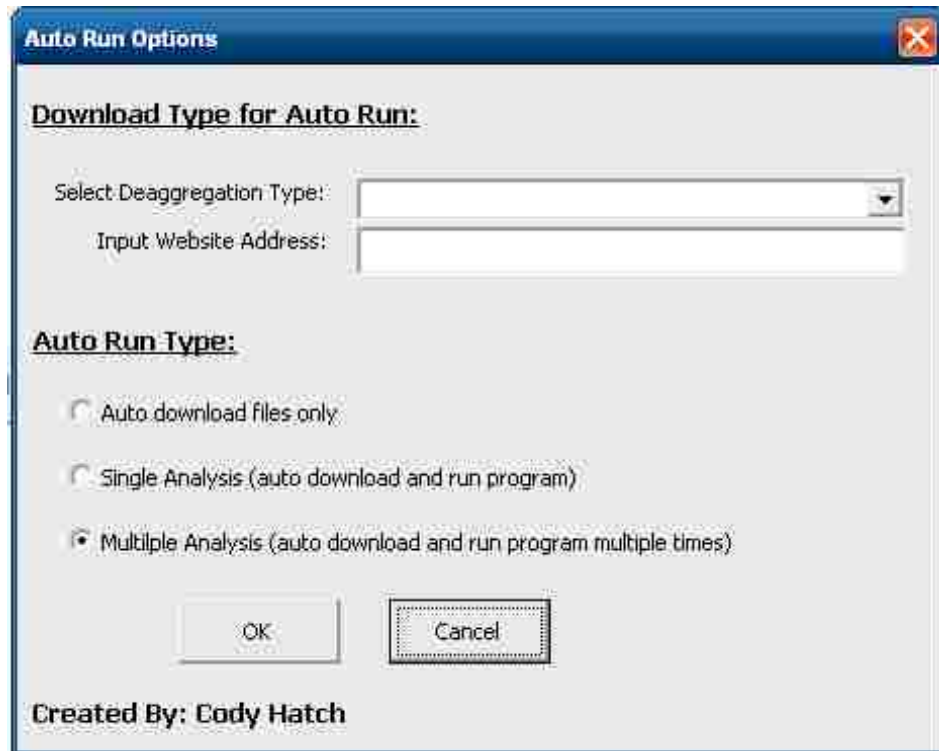 Auto Run Options
Download Type for Auto Run:
Select Deaggregation Type:
Input Website Address:
Auto Run Type:
Auto download files only
Single Analysis (auto download and run program)
Multilple Analysis (auto download and run program multiple times)
OK
Cancel
Created By: Cody Hatch